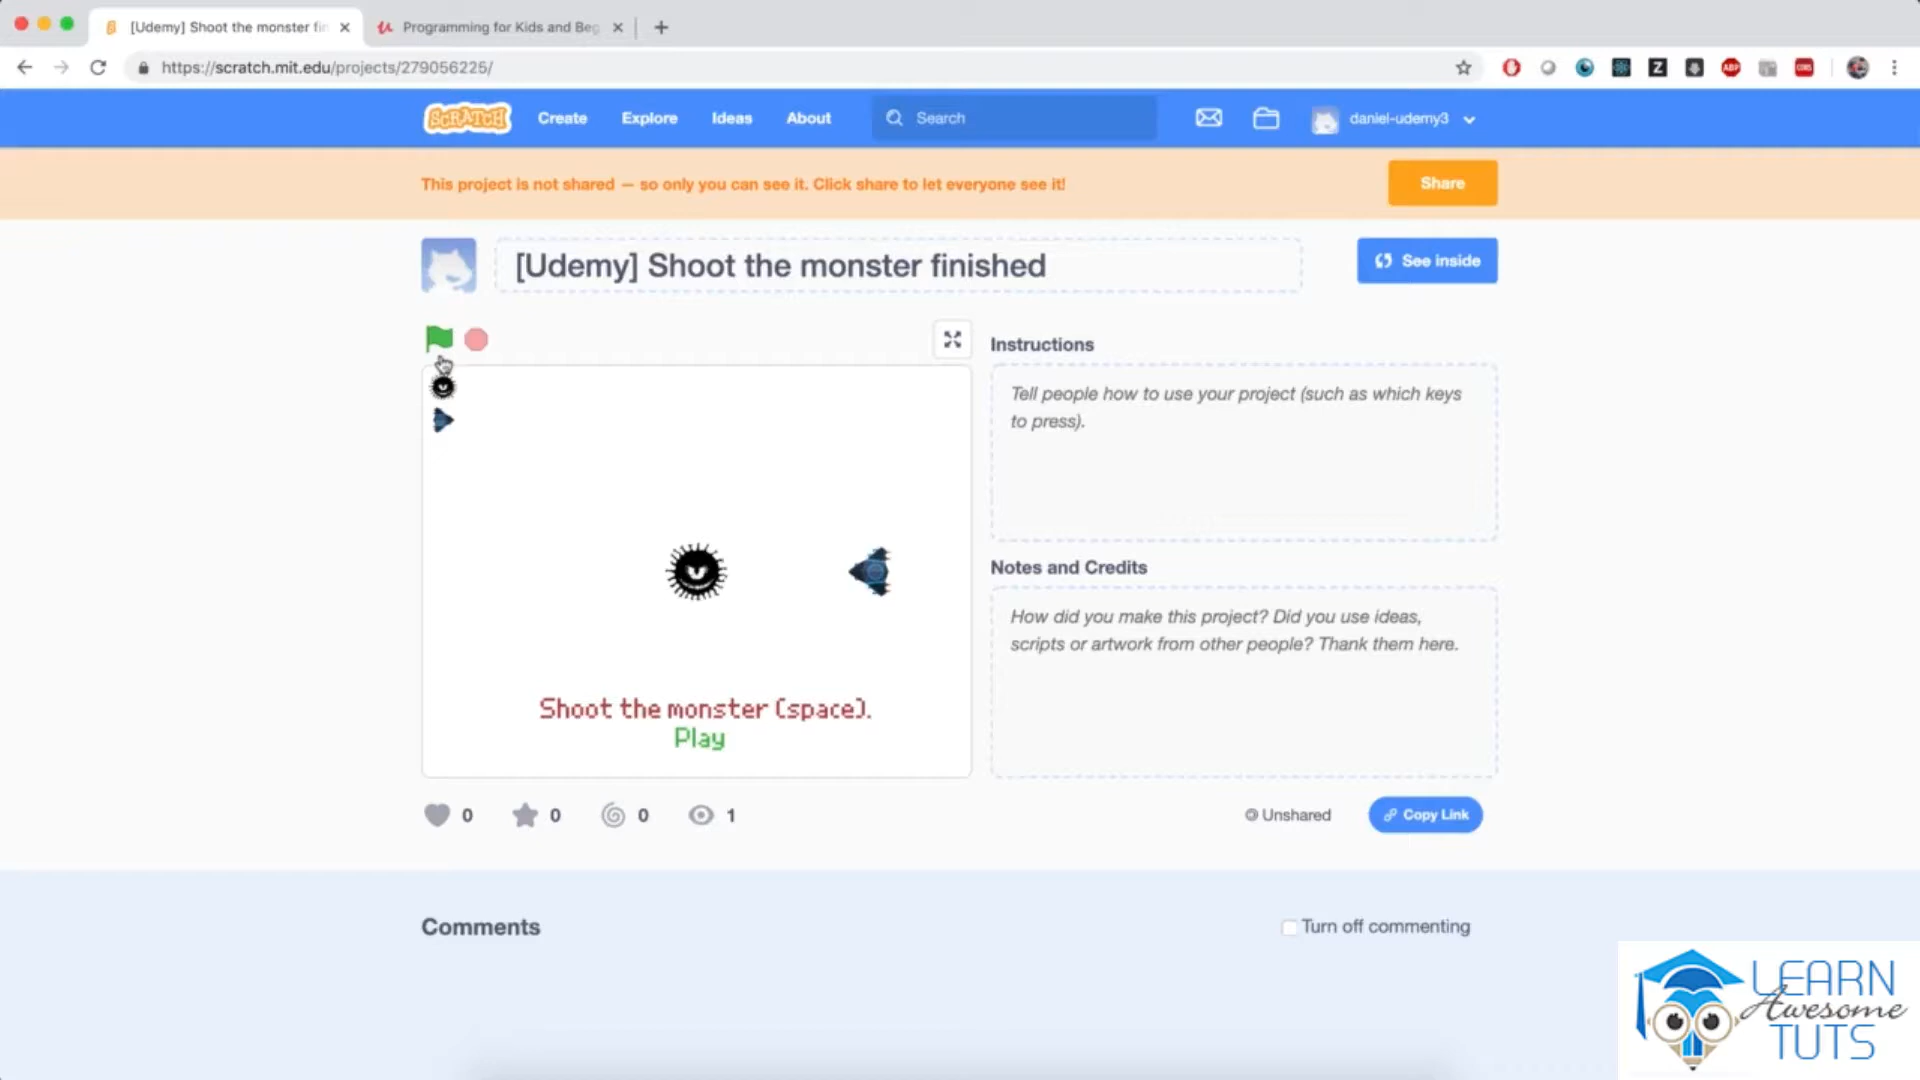 [Udemy] Shoot the monster fin
Programming for Kids and Beg
https://scratch.mit.edu/projects/279056225/
ABP
SCRATCH
Create
Explore
Ideas
About
Search
daniel-udemy3
This project is not shared — so only you can see it. Click share to let everyone see it!
Share
[Udemy] Shoot the monster finished
See inside
Instructions
Tell people how to use your project (such as which keys
to press).
Shoot the monster (space).
Play
Notes and Credits
How did you make this project? Did you use ideas,
scripts or artwork from other people? Thank them here.
0
0
0
1
Unshared
Copy Link
Comments
Turn off commenting
LEARN
Awesome
TUTS